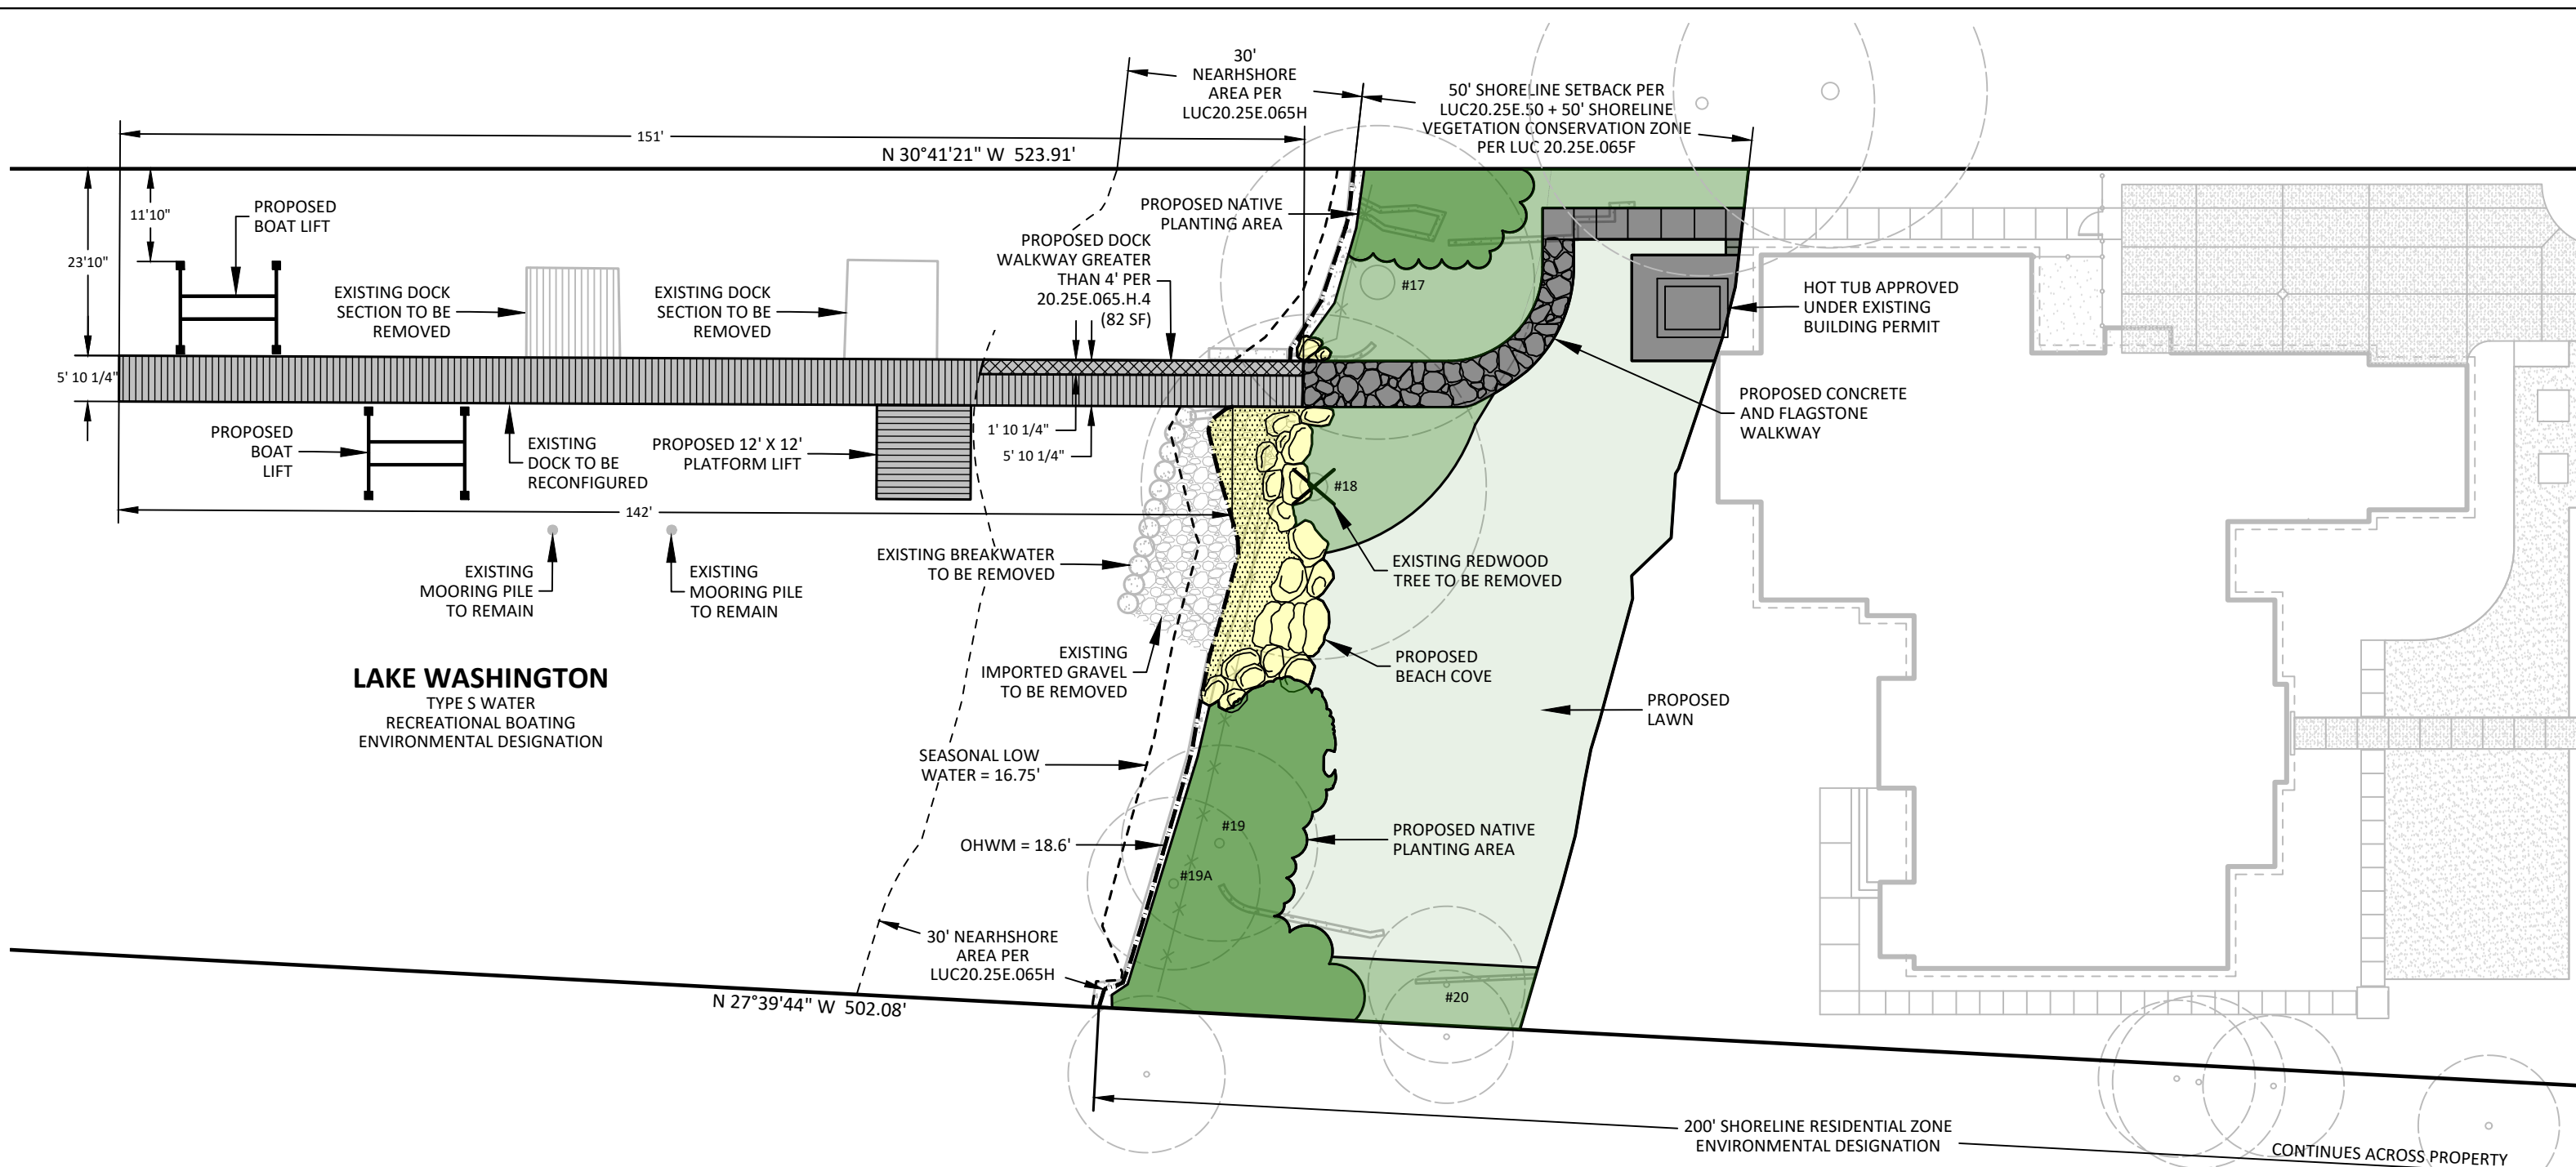 30'
NEARHSHORE
AREA PER
LUC20.25E.065H
50' SHORELINE SETBACK PER
LUC20.25E.50 + 50' SHORELINE
VEGETATION CONSERVATION ZONE
PER LUC 20.25E.065F
151'
N 30°41'21" W  523.91'
11'10"
23'10"
5' 10 1/4"
PROPOSED
BOAT LIFT
EXISTING DOCK
SECTION TO BE
REMOVED
EXISTING DOCK
SECTION TO BE
REMOVED
PROPOSED NATIVE
PLANTING AREA
PROPOSED DOCK
WALKWAY GREATER
THAN 4' PER
20.25E.065.H.4
(82 SF)
#17
HOT TUB APPROVED
UNDER EXISTING
BUILDING PERMIT
PROPOSED CONCRETE
AND FLAGSTONE
WALKWAY
PROPOSED
BOAT
LIFT
EXISTING
DOCK TO BE
RECONFIGURED
PROPOSED 12' X 12'
PLATFORM LIFT
1' 10 1/4"
5' 10 1/4"
#18
142'
EXISTING
MOORING PILE
TO REMAIN
EXISTING
MOORING PILE
TO REMAIN
EXISTING BREAKWATER
TO BE REMOVED
EXISTING REDWOOD
TREE TO BE REMOVED
EXISTING
IMPORTED GRAVEL
TO BE REMOVED
PROPOSED
BEACH COVE
PROPOSED
LAWN
LAKE WASHINGTON
TYPE S WATER
RECREATIONAL BOATING
ENVIRONMENTAL DESIGNATION
SEASONAL LOW
WATER = 16.75'
OHWM = 18.6'
#19
#19A
PROPOSED NATIVE
PLANTING AREA
30' NEARHSHORE
AREA PER
LUC20.25E.065H
#20
N 27°39'44" W  502.08'
200' SHORELINE RESIDENTIAL ZONE
ENVIRONMENTAL DESIGNATION
CONTINUES ACROSS PROPERTY